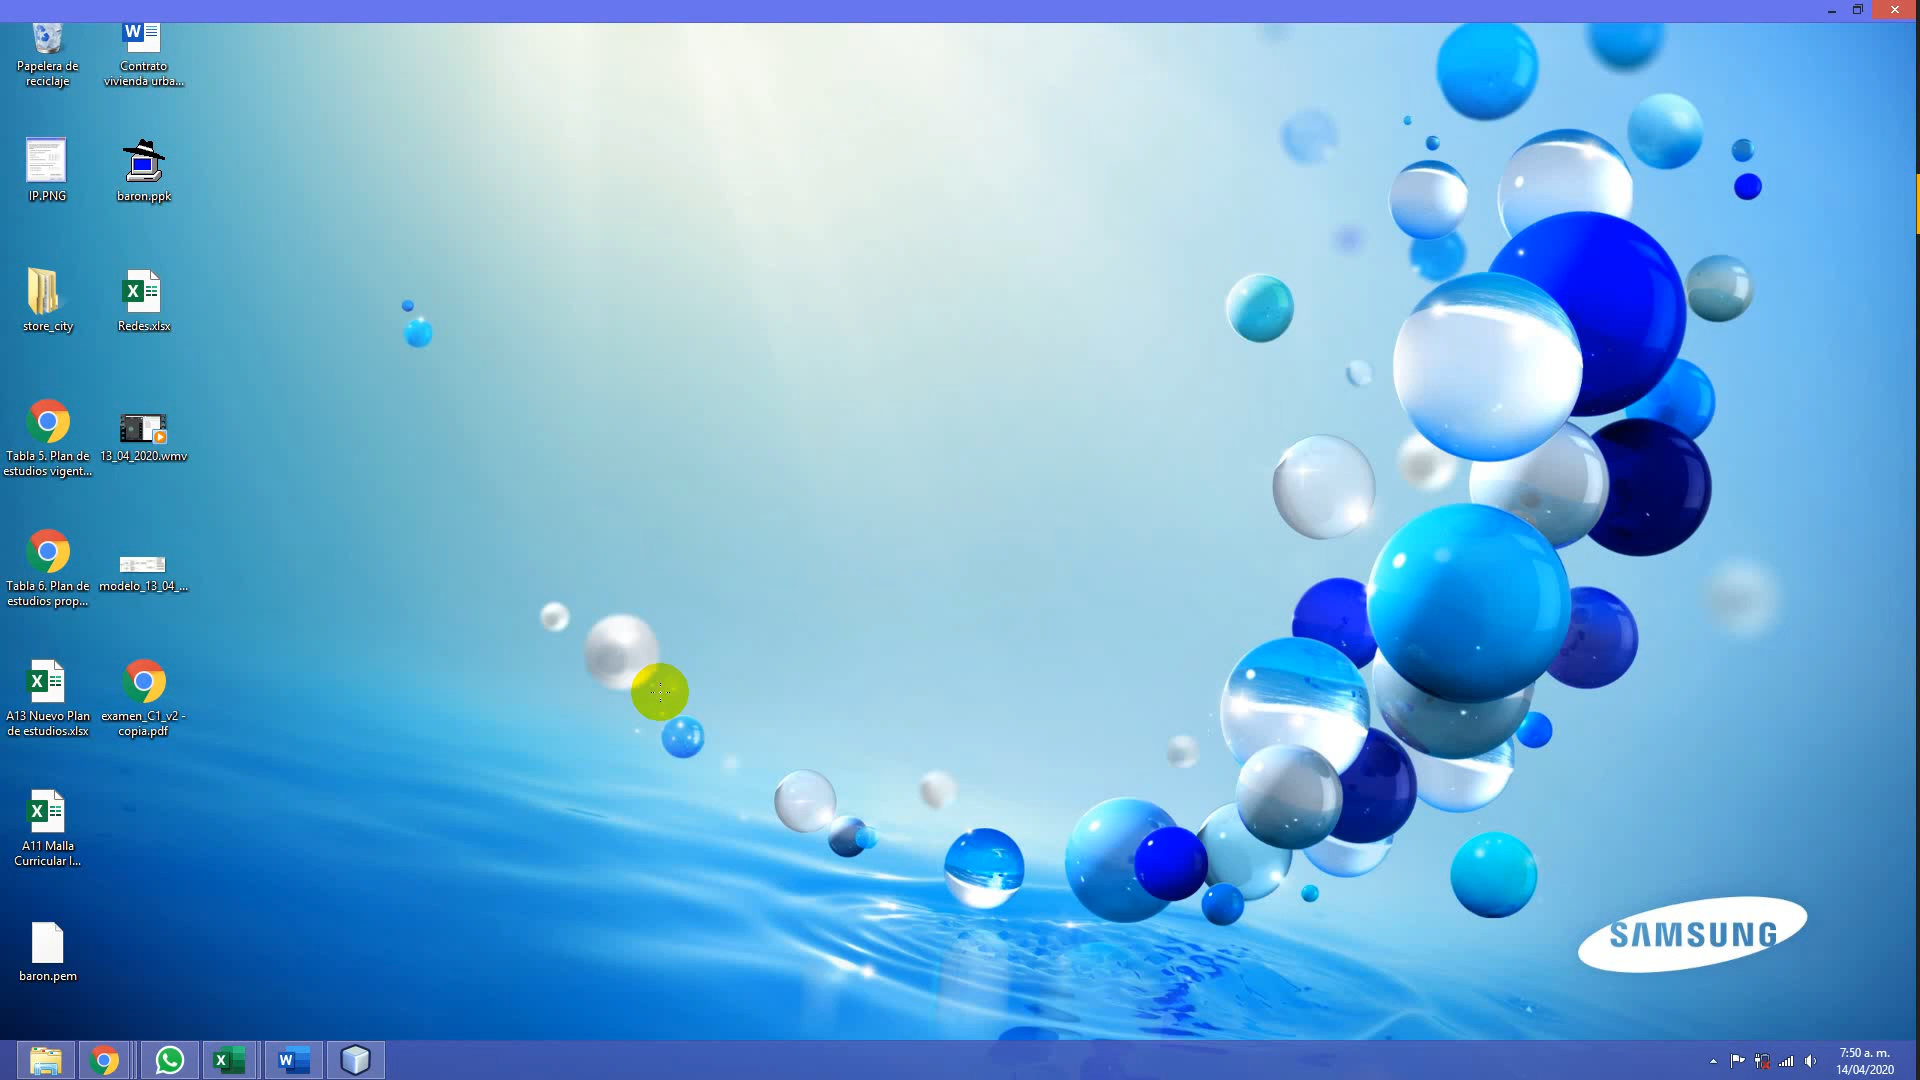 Papelera de
reciclaje
Contrato
vivienda urba...
IP.PNG
baron.ppk
store_city
Redes.xlsx
Tabla 5. Plan de
estudios vigent...
13_04_2020.wmv
Tabla 6. Plan de
estudios prop...
modelo_13_04_...
A13 Nuevo Plan
de estudios.xlsx
examen_C1_v2 -
copia.pdf
A11 Malla
Curricular I...
baron.pem
SAMSUNG
7:50 a. m.
14/04/2020